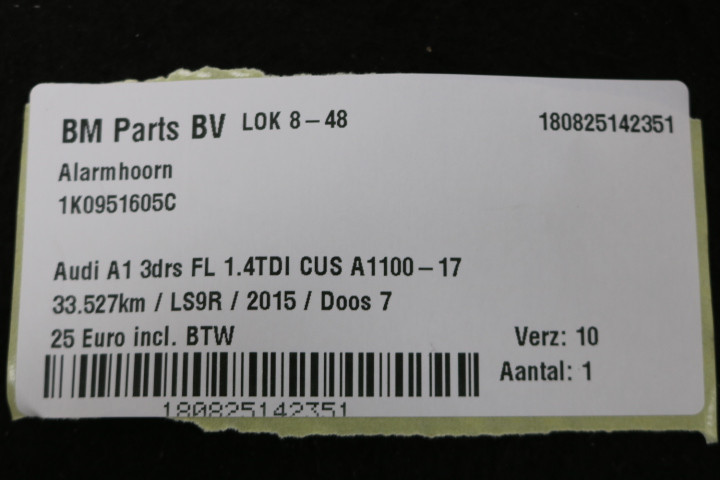 BM Parts BV LOK 8-48 180825142351
Alarmhoorn
1K0951605C
Audi A1 3drs FL 1.4TDI CUS A1100-17
33.527km / LS9R / 2015 / Doos 7
25 Euro incl. BTW Verz: 10
Aantal: 1
180825142351